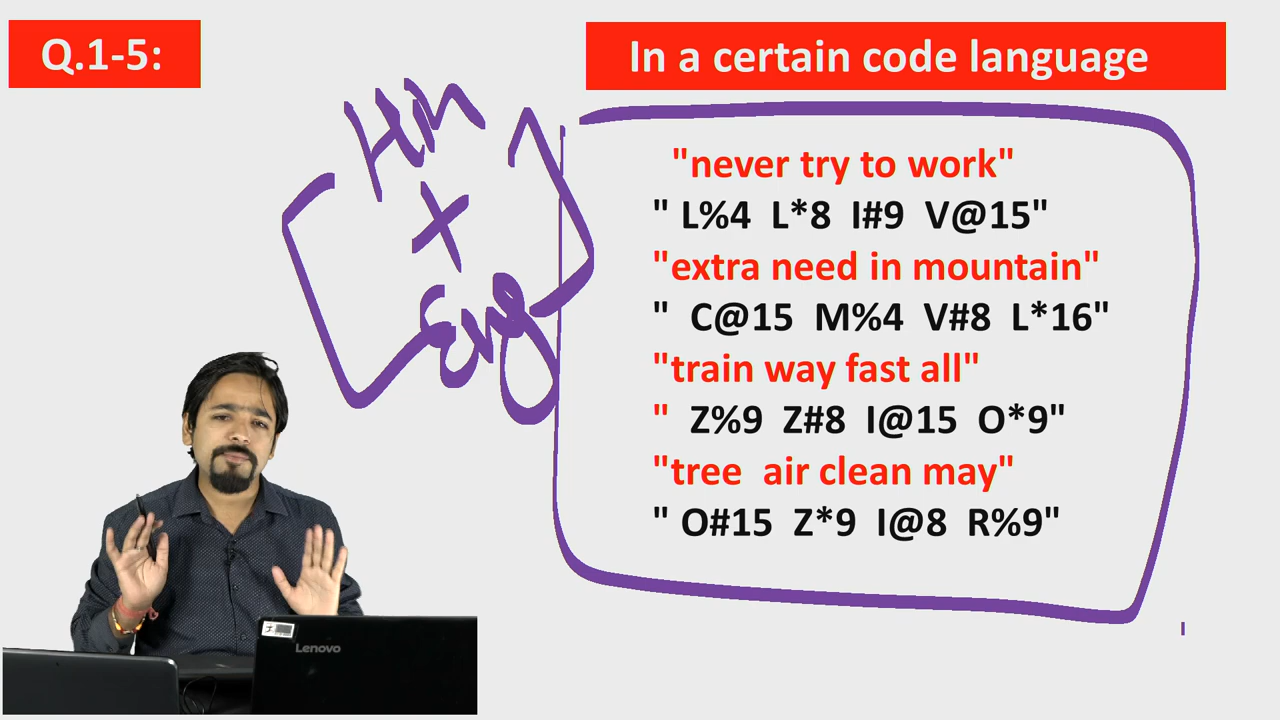 Q.1-5:
In a certain code language
"never try to work"
" L%4 L*8 I#9 V@15"
"extra need in mountain"
" C@15 M%4 V#8 L*16"
"train way fast all"
" Z%9 Z#8 I@15 O*9"
"tree air clean may"
" O#15 Z*9 I@8 R%9"
+
Eng
Lenovo